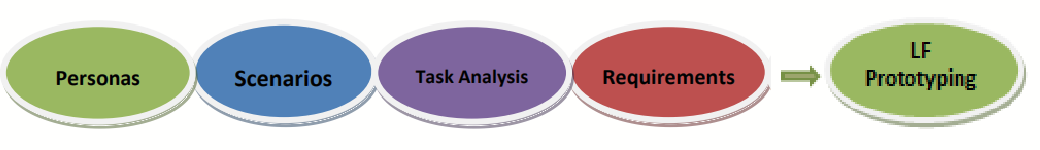 Personas
Scenarios
Task Analysis
Requirements
LF
Prototyping